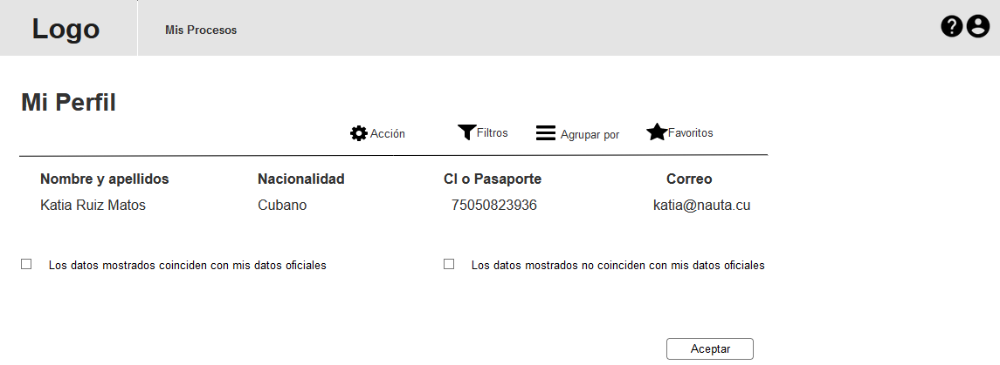 Logo Mis Procesos
Mi Perfil
Acción Filtros Agrupar por Favoritos
Nombre y apellidos Nacionalidad CI o Pasaporte Correo
Katia Ruiz Matos Cubano 75050823936 katia@nauta.cu
Los datos mostrados coinciden con mis datos oficiales Los datos mostrados no coinciden con mis datos oficiales
Aceptar